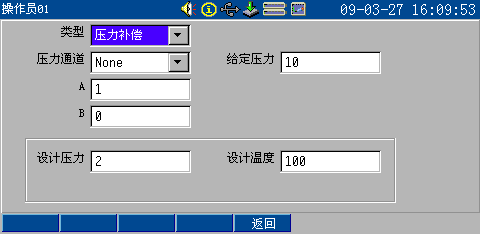 操作员01 09-03-27 16:09:53
类型 压力补偿
压力通道 None 给定压力 10
A 1
B 0
设计压力 2 设计温度 100
返回